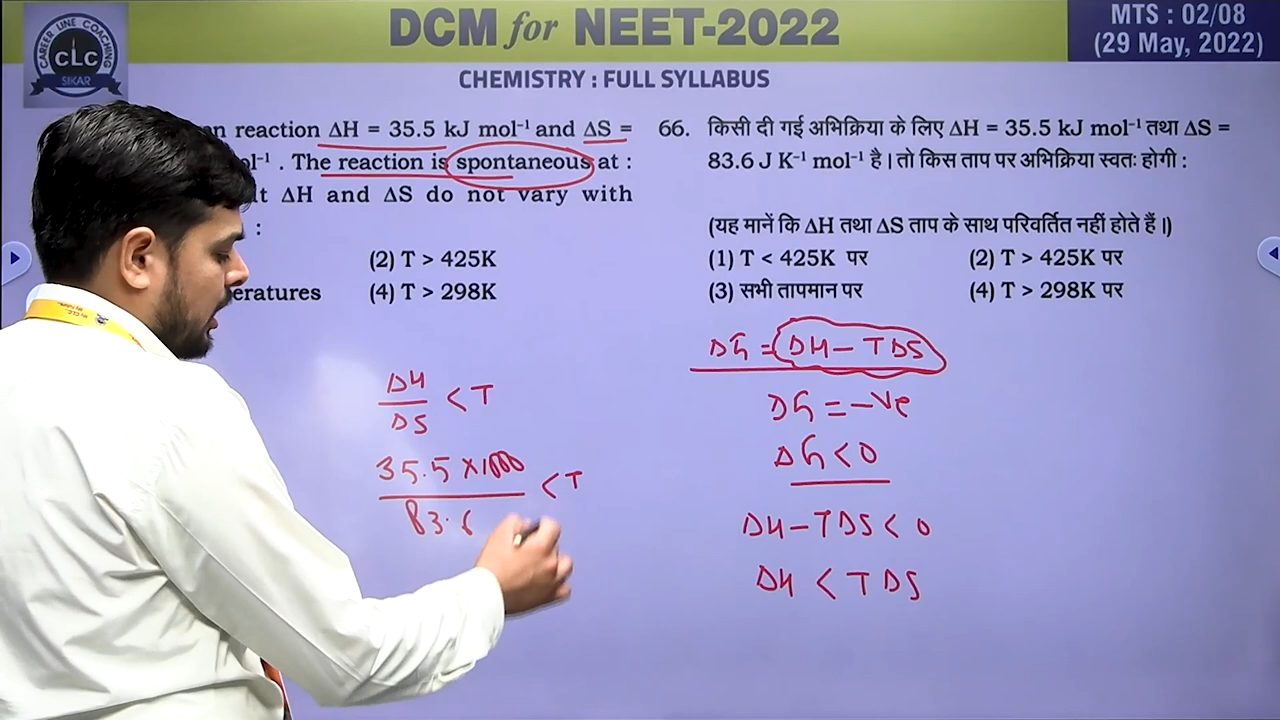 DCM for NEET-2022
MTS : 02/08
(29 May, 2022)
CAREER LINE COACHING
CLC
SIKAR
CHEMISTRY : FULL SYLLABUS
n reaction ΔH = 35.5 kJ mol⁻¹ and ΔS =
ol⁻¹ . The reaction is spontaneous at :
t ΔH and ΔS do not vary with
:
(2) T > 425K
eratures (4) T > 298K
66. किसी दी गई अभिक्रिया के लिए ΔH = 35.5 kJ mol⁻¹ तथा ΔS =
83.6 J K⁻¹ mol⁻¹ है। तो किस ताप पर अभिक्रिया स्वतः होगी :
(यह मानें कि ΔH तथा ΔS ताप के साथ परिवर्तित नहीं होते हैं।)
(1) T < 425K पर (2) T > 425K पर
(3) सभी तापमान पर (4) T > 298K पर
ΔG = ΔH – TΔS
ΔG = –ve
ΔG < 0
ΔH – TΔS < 0
ΔH < TΔS
ΔH
ΔS
< T
35.5 ×1000
83.6
< T